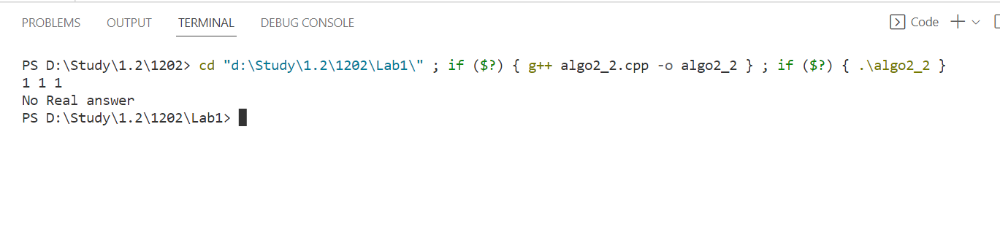 PROBLEMS OUTPUT TERMINAL DEBUG CONSOLE Code
PS D:\Study\1.2\1202> cd "d:\Study\1.2\1202\Lab1\" ; if ($?) { g++ algo2_2.cpp -o algo2_2 } ; if ($?) { .\algo2_2 }
1 1 1
No Real answer
PS D:\Study\1.2\1202\Lab1>